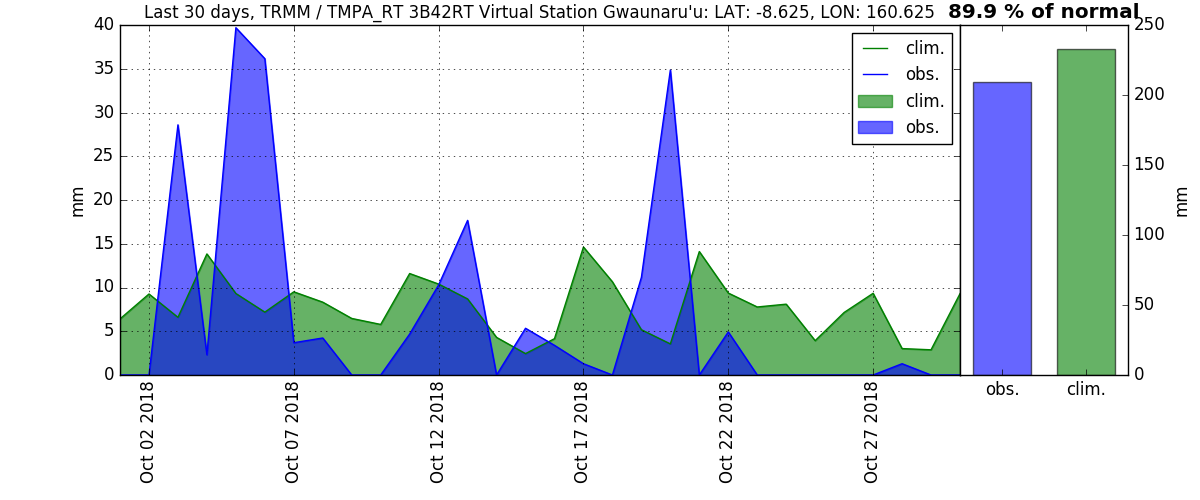 Last 30 days, TRMM / TMPA_RT 3B42RT Virtual Station Gwaunaru'u: LAT: -8.625, LON: 160.625
89.9 % of normal
clim.
obs.
clim.
obs.
40
35
30
25
20
15
10
5
0
mm
Oct 02 2018
Oct 07 2018
Oct 12 2018
Oct 17 2018
Oct 22 2018
Oct 27 2018
250
200
150
100
50
0
mm
obs.
clim.